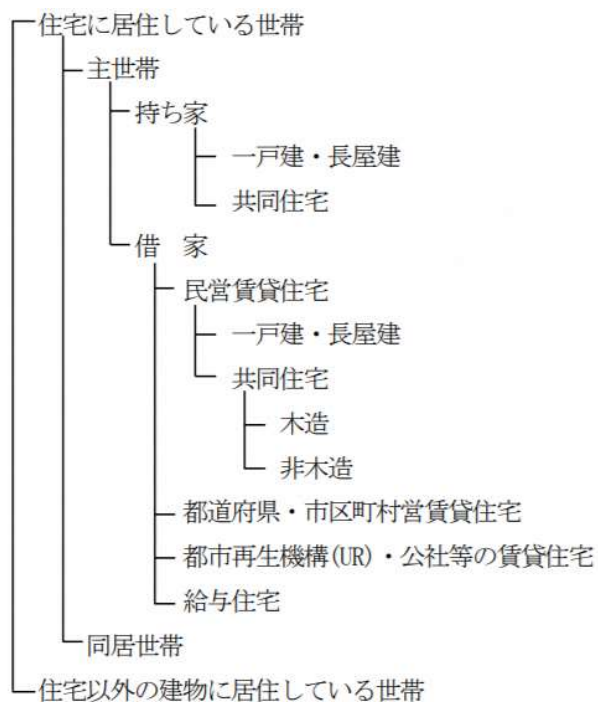 住宅に居住している世帯
主世帯
持ち家
一戸建・長屋建
共同住宅
借　家
民営賃貸住宅
一戸建・長屋建
共同住宅
木造
非木造
都道府県・市区町村営賃貸住宅
都市再生機構(UR)・公社等の賃貸住宅
給与住宅
同居世帯
住宅以外の建物に居住している世帯